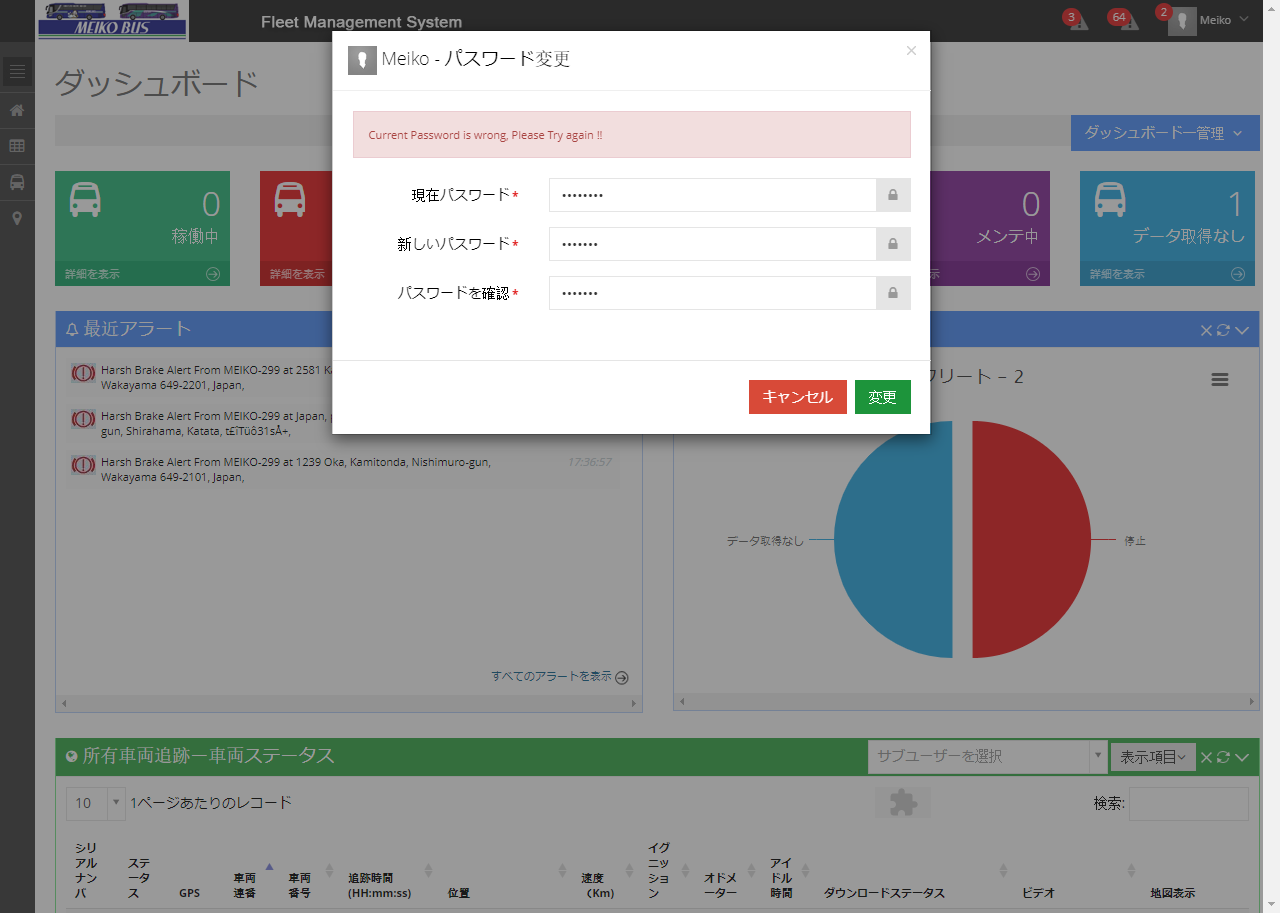 MEIKO BUS
Fleet Management System
3
64
2
Meiko
Meiko - パスワード変更
×
ダッシュボード
Current Password is wrong, Please Try again !!
ダッシュボードー管理
現在パスワード*
••••••••
新しいパスワード*
•••••••
パスワードを確認*
•••••••
キャンセル
変更
0
稼働中
詳細を表示
詳細を表示
0
メンテ中
示
1
データ取得なし
詳細を表示
最近アラート
Harsh Brake Alert From MEIKO-299 at 2581
Wakayama 649-2201, Japan,
Harsh Brake Alert From MEIKO-299 at Japan,
gun, Shirahama, Katata, t£ÎTüô31sÅ+,
Harsh Brake Alert From MEIKO-299 at 1239 Oka, Kamitonda, Nishimuro-gun,
17:36:57
Wakayama 649-2101, Japan,
すべてのアラートを表示
フリート – 2
データ取得なし
停止
所有車両追跡ー車両ステータス
サブユーザーを選択
表示項目
10
1ページあたりのレコード
検索:
シリアルナンバ
ステータス
GPS
車両連番
車両番号
追跡時間 (HH:mm:ss)
位置
速度 (Km)
イグニッション
オドメーター
アイドル時間
ダウンロードステータス
ビデオ
地図表示